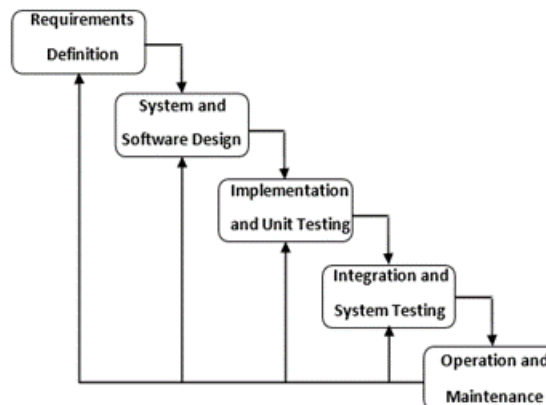 Requirements
Definition
System and
Software Design
Implementation
and Unit Testing
Integration and
System Testing
Operation and
Maintenance